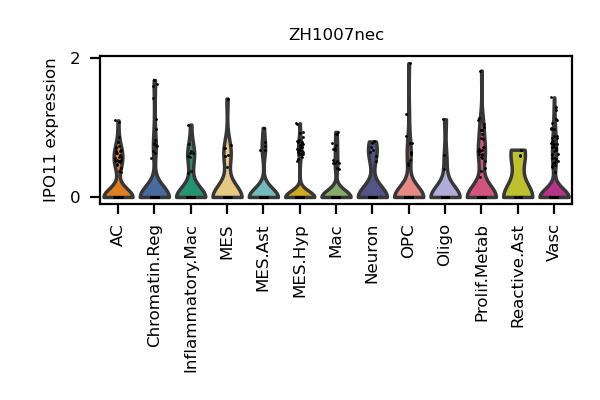 ZH1007nec
IPO11 expression
2
0
AC
Chromatin.Reg
Inflammatory.Mac
MES
MES.Ast
MES.Hyp
Mac
Neuron
OPC
Oligo
Prolif.Metab
Reactive.Ast
Vasc